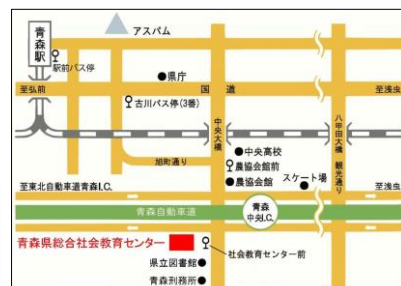 アスパム
青森駅
駅前バス停
県庁
至弘前
国道
至浅虫
古川バス停(3番)
中央大橋
八甲田大橋 観光通り
旭町通り
中央高校
農協会館前
農協会館
スケート場
至東北自動車道青森I.C.
至浅虫
青森自動車道
青森中央I.C.
青森県総合社会教育センター
社会教育センター前
県立図書館
青森刑務所